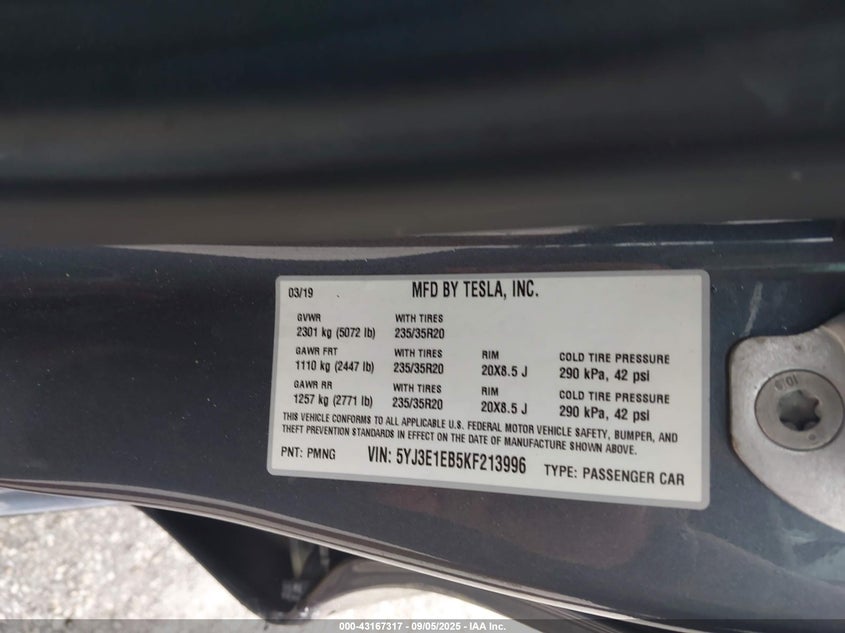 03/19 MFD BY TESLA, INC.
GVWR WITH TIRES
2301 kg (5072 lb) 235/35R20
GAWR FRT WITH TIRES RIM COLD TIRE PRESSURE
1110 kg (2447 lb) 235/35R20 20X8.5 J 290 kPa, 42 psi
GAWR RR WITH TIRES RIM COLD TIRE PRESSURE
1257 kg (2771 lb) 235/35R20 20X8.5 J 290 kPa, 42 psi
THIS VEHICLE CONFORMS TO ALL APPLICABLE U.S. FEDERAL MOTOR VEHICLE SAFETY, BUMPER, AND
THEFT PREVENTION STANDARDS IN EFFECT ON THE DATE OF MANUFACTURE SHOWN ABOVE.
PNT: PMNG VIN: 5YJ3E1EB5KF213996 TYPE: PASSENGER CAR
000-43167317 - 09/05/2025 - IAA Inc.